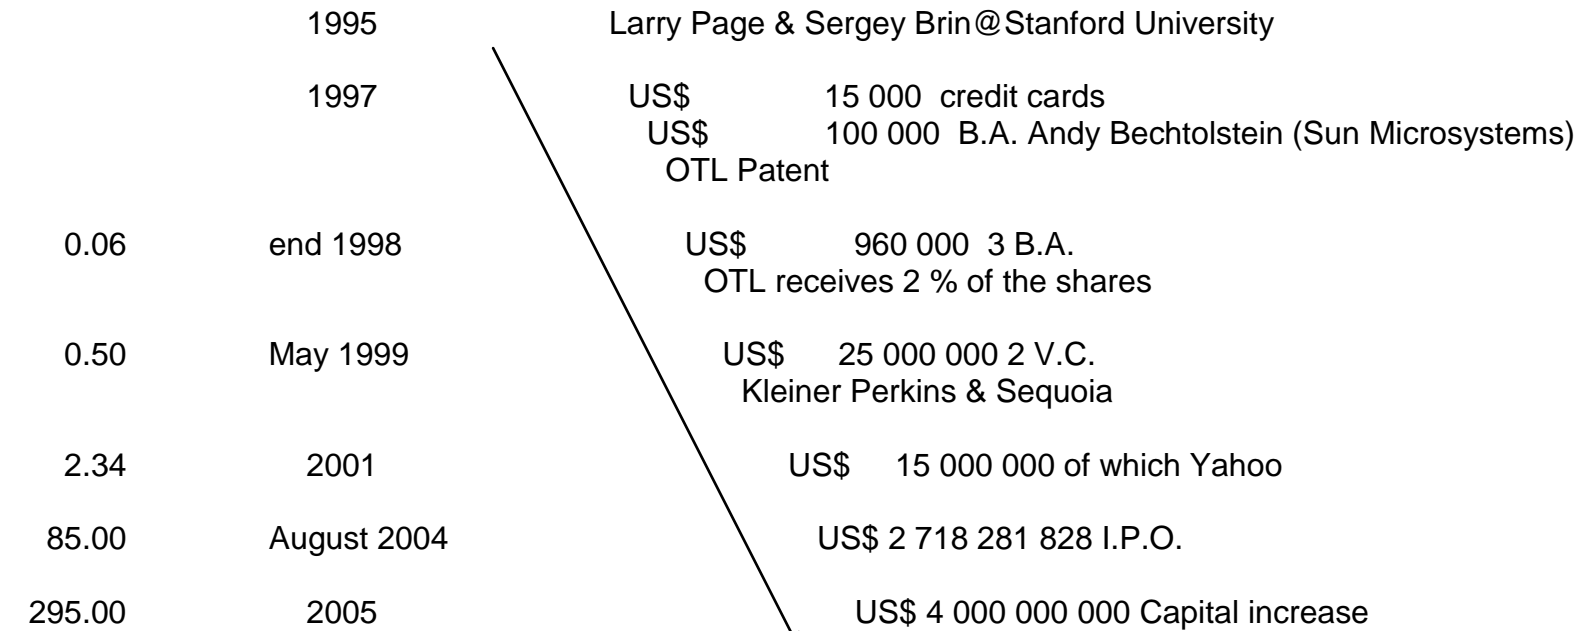 1995 Larry Page & Sergey Brin@Stanford University
1997 US$ 15 000 credit cards
US$ 100 000 B.A. Andy Bechtolstein (Sun Microsystems)
OTL Patent
0.06 end 1998 US$ 960 000 3 B.A.
OTL receives 2 % of the shares
0.50 May 1999 US$ 25 000 000 2 V.C.
Kleiner Perkins & Sequoia
2.34 2001 US$ 15 000 000 of which Yahoo
85.00 August 2004 US$ 2 718 281 828 I.P.O.
295.00 2005 US$ 4 000 000 000 Capital increase